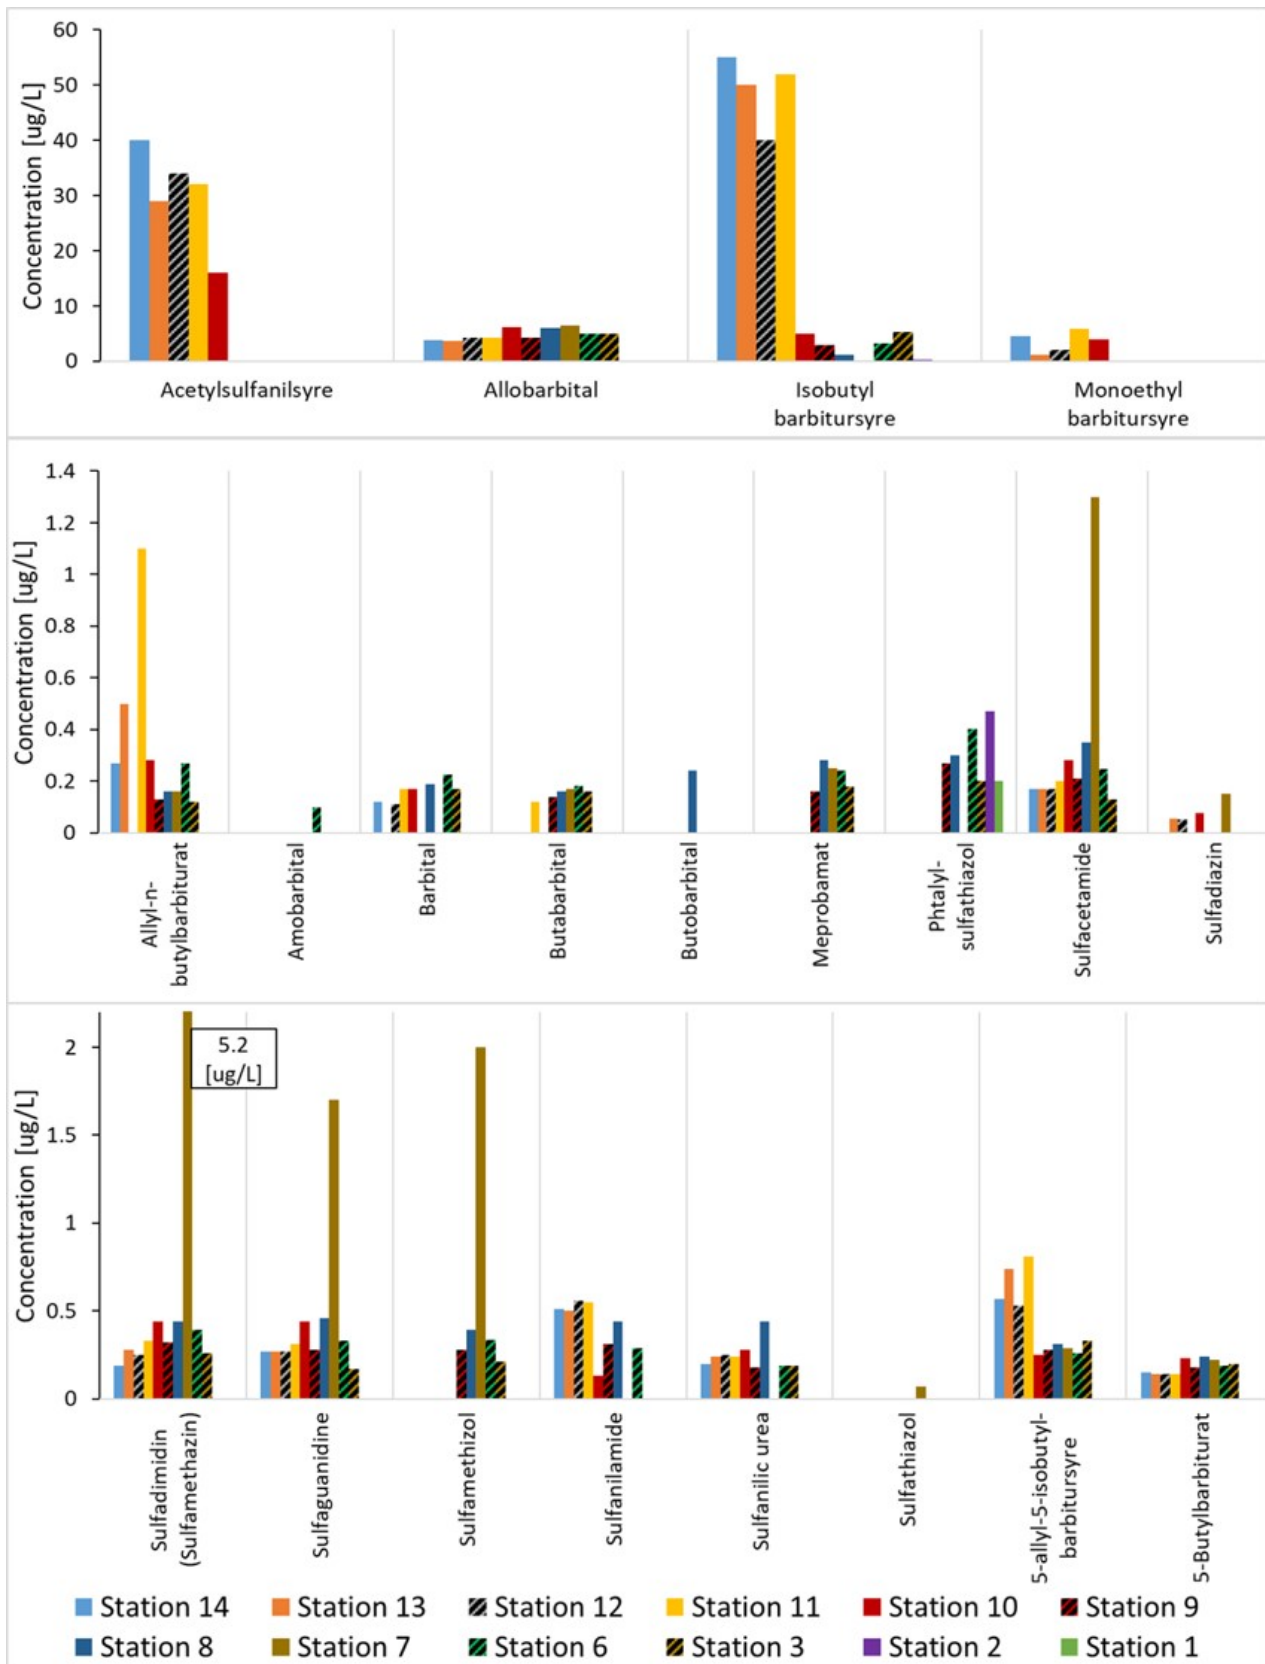 Concentration [ug/L]
60
50
40
30
20
10
0
Acetylsulfanilsyre
Allobarbital
Isobutyl
barbitursyre
Monoethyl
barbitursyre
Concentration [ug/L]
1.4
1.2
1
0.8
0.6
0.4
0.2
0
Allyl-n-
butylbarbiturat
Amobarbital
Barbital
Butabarbital
Butobarbital
Meprobamat
Phtalyl-
sulfathiazol
Sulfacetamide
Sulfadiazin
Concentration [ug/L]
2
1.5
1
0.5
0
5.2
[ug/L]
Sulfadimidin
(Sulfamethazin)
Sulfaguanidine
Sulfamethizol
Sulfanilamide
Sulfanilic urea
Sulfathiazol
5-allyl-5-isobutyl-
barbitursyre
5-Butylbarbiturat
Station 14 Station 13 Station 12 Station 11 Station 10 Station 9
Station 8 Station 7 Station 6 Station 3 Station 2 Station 1